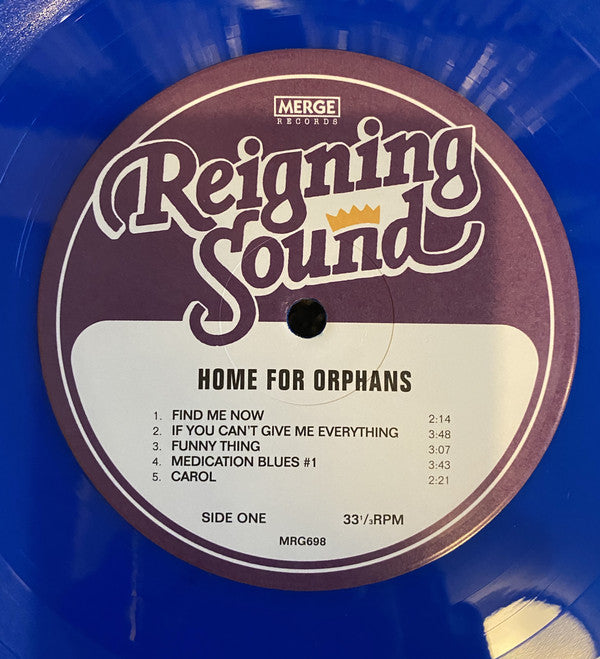 MERGE
RECORDS
Reigning
Sound
HOME FOR ORPHANS
1. FIND ME NOW 2:14
2. IF YOU CAN'T GIVE ME EVERYTHING 3:48
3. FUNNY THING 3:07
4. MEDICATION BLUES #1 3:43
5. CAROL 2:21
SIDE ONE 33 1/3RPM
MRG698